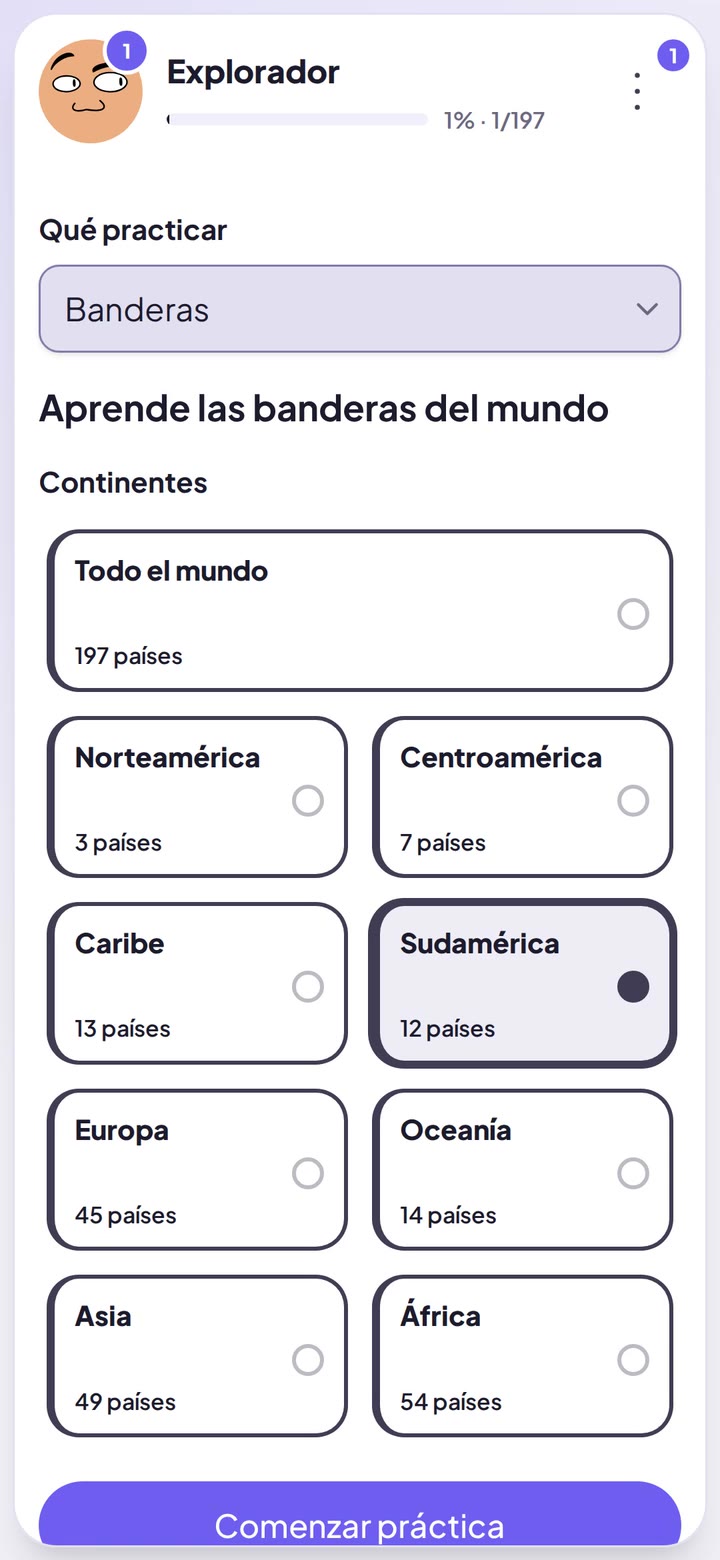 1
Explorador
1
1% · 1/197
Qué practicar
Banderas
Aprende las banderas del mundo
Continentes
Todo el mundo
197 países
Norteamérica
3 países
Centroamérica
7 países
Caribe
13 países
Sudamérica
12 países
Europa
45 países
Oceanía
14 países
Asia
49 países
África
54 países
Comenzar práctica